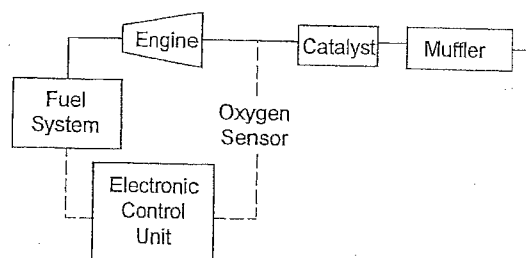 Engine
Catalyst
Muffler
Fuel
System
Oxygen
Sensor
Electronic
Control
Unit